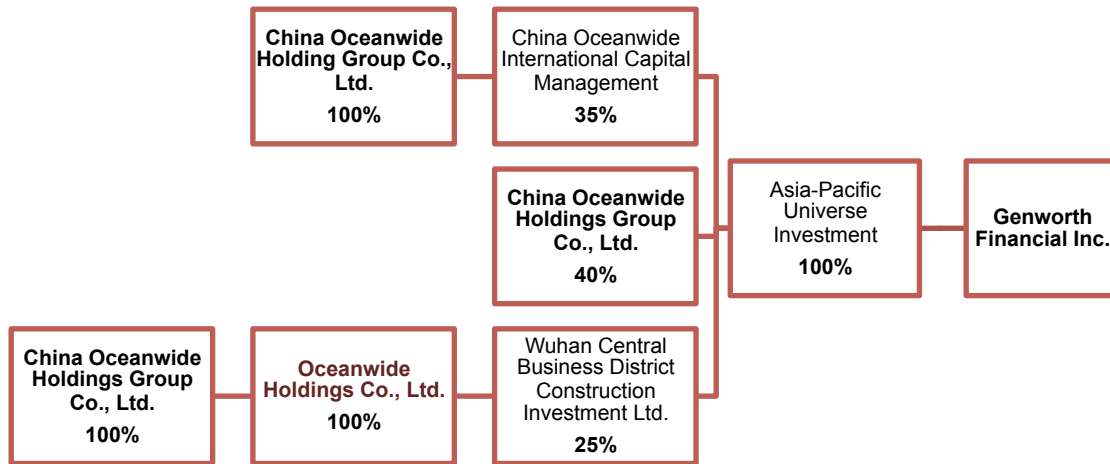 China Oceanwide
Holding Group Co.,
Ltd.
100%
China Oceanwide
International Capital
Management
35%
China Oceanwide
Holdings Group
Co., Ltd.
40%
Asia-Pacific
Universe
Investment
100%
Genworth
Financial Inc.
China Oceanwide
Holdings Group
Co., Ltd.
100%
Oceanwide
Holdings Co., Ltd.
100%
Wuhan Central
Business District
Construction
Investment Ltd.
25%